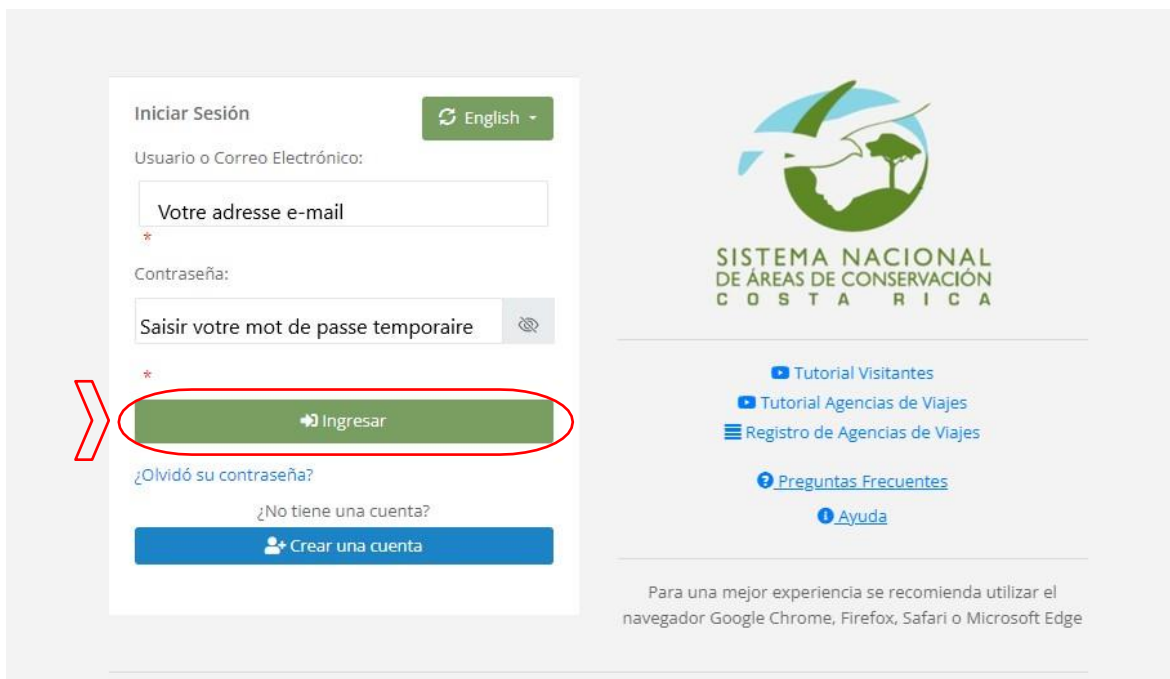 Iniciar Sesión
English
Usuario o Correo Electrónico:
Votre adresse e-mail
*
Contraseña:
Saisir votre mot de passe temporaire
*
Ingresar
¿Olvidó su contraseña?
¿No tiene una cuenta?
Crear una cuenta
SISTEMA NACIONAL
DE ÁREAS DE CONSERVACIÓN
COSTA RICA
Tutorial Visitantes
Tutorial Agencias de Viajes
Registro de Agencias de Viajes
Preguntas Frecuentes
Ayuda
Para una mejor experiencia se recomienda utilizar el
navegador Google Chrome, Firefox, Safari o Microsoft Edge